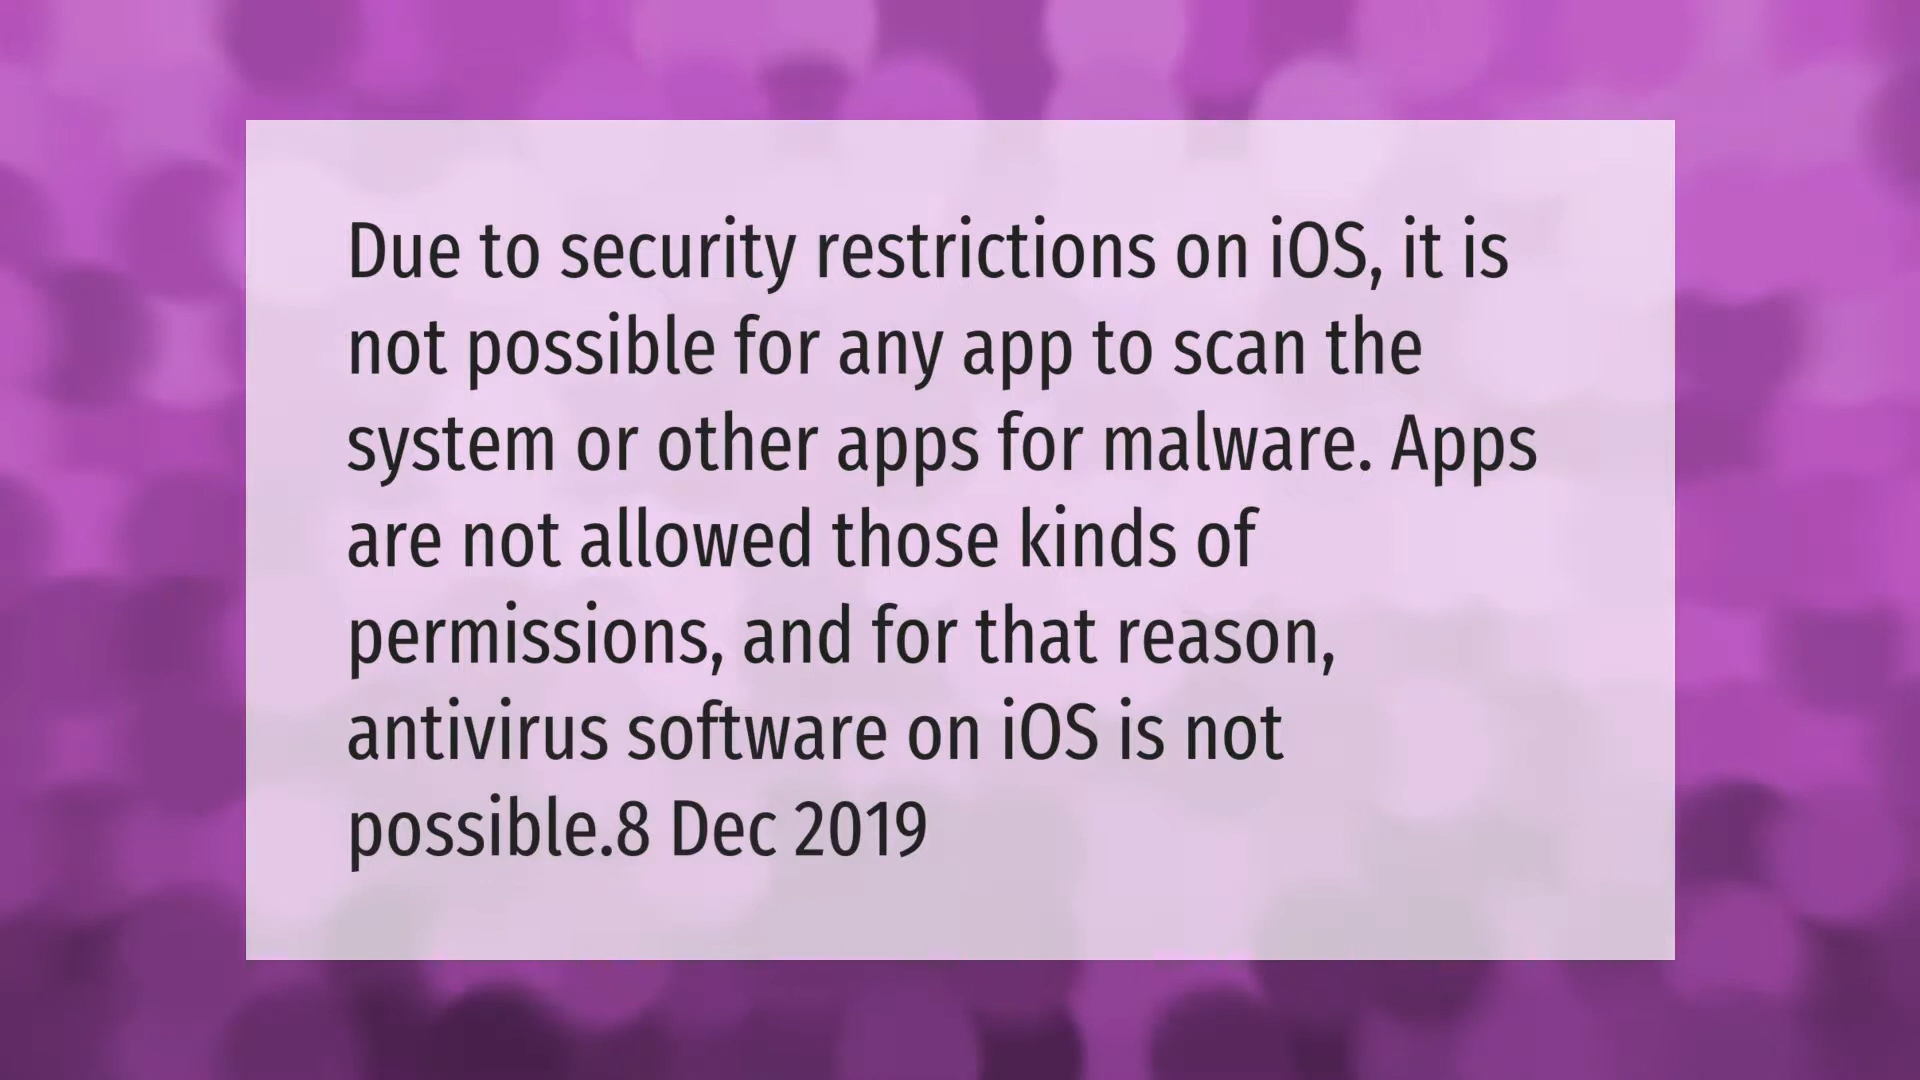 Due to security restrictions on iOS, it is
not possible for any app to scan the
system or other apps for malware. Apps
are not allowed those kinds of
permissions, and for that reason,
antivirus software on iOS is not
possible.8 Dec 2019